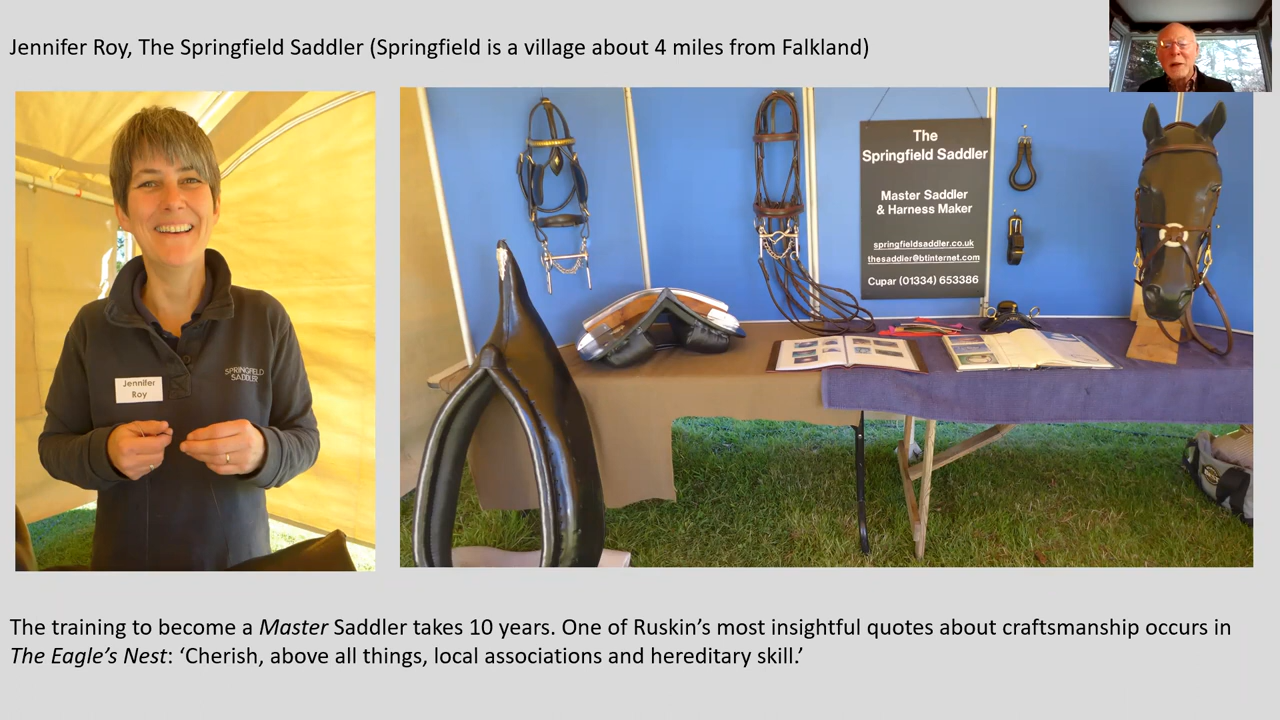 Jennifer Roy, The Springfield Saddler (Springfield is a village about 4 miles from Falkland)
Jennifer
Roy
SPRINGFIELD
SADDLER
The
Springfield Saddler
Master Saddler
& Harness Maker
springfieldsaddler.co.uk
thesaddler@btinternet.com
Cupar (01334) 653386
The training to become a Master Saddler takes 10 years. One of Ruskin’s most insightful quotes about craftsmanship occurs in
The Eagle’s Nest: ‘Cherish, above all things, local associations and hereditary skill.’